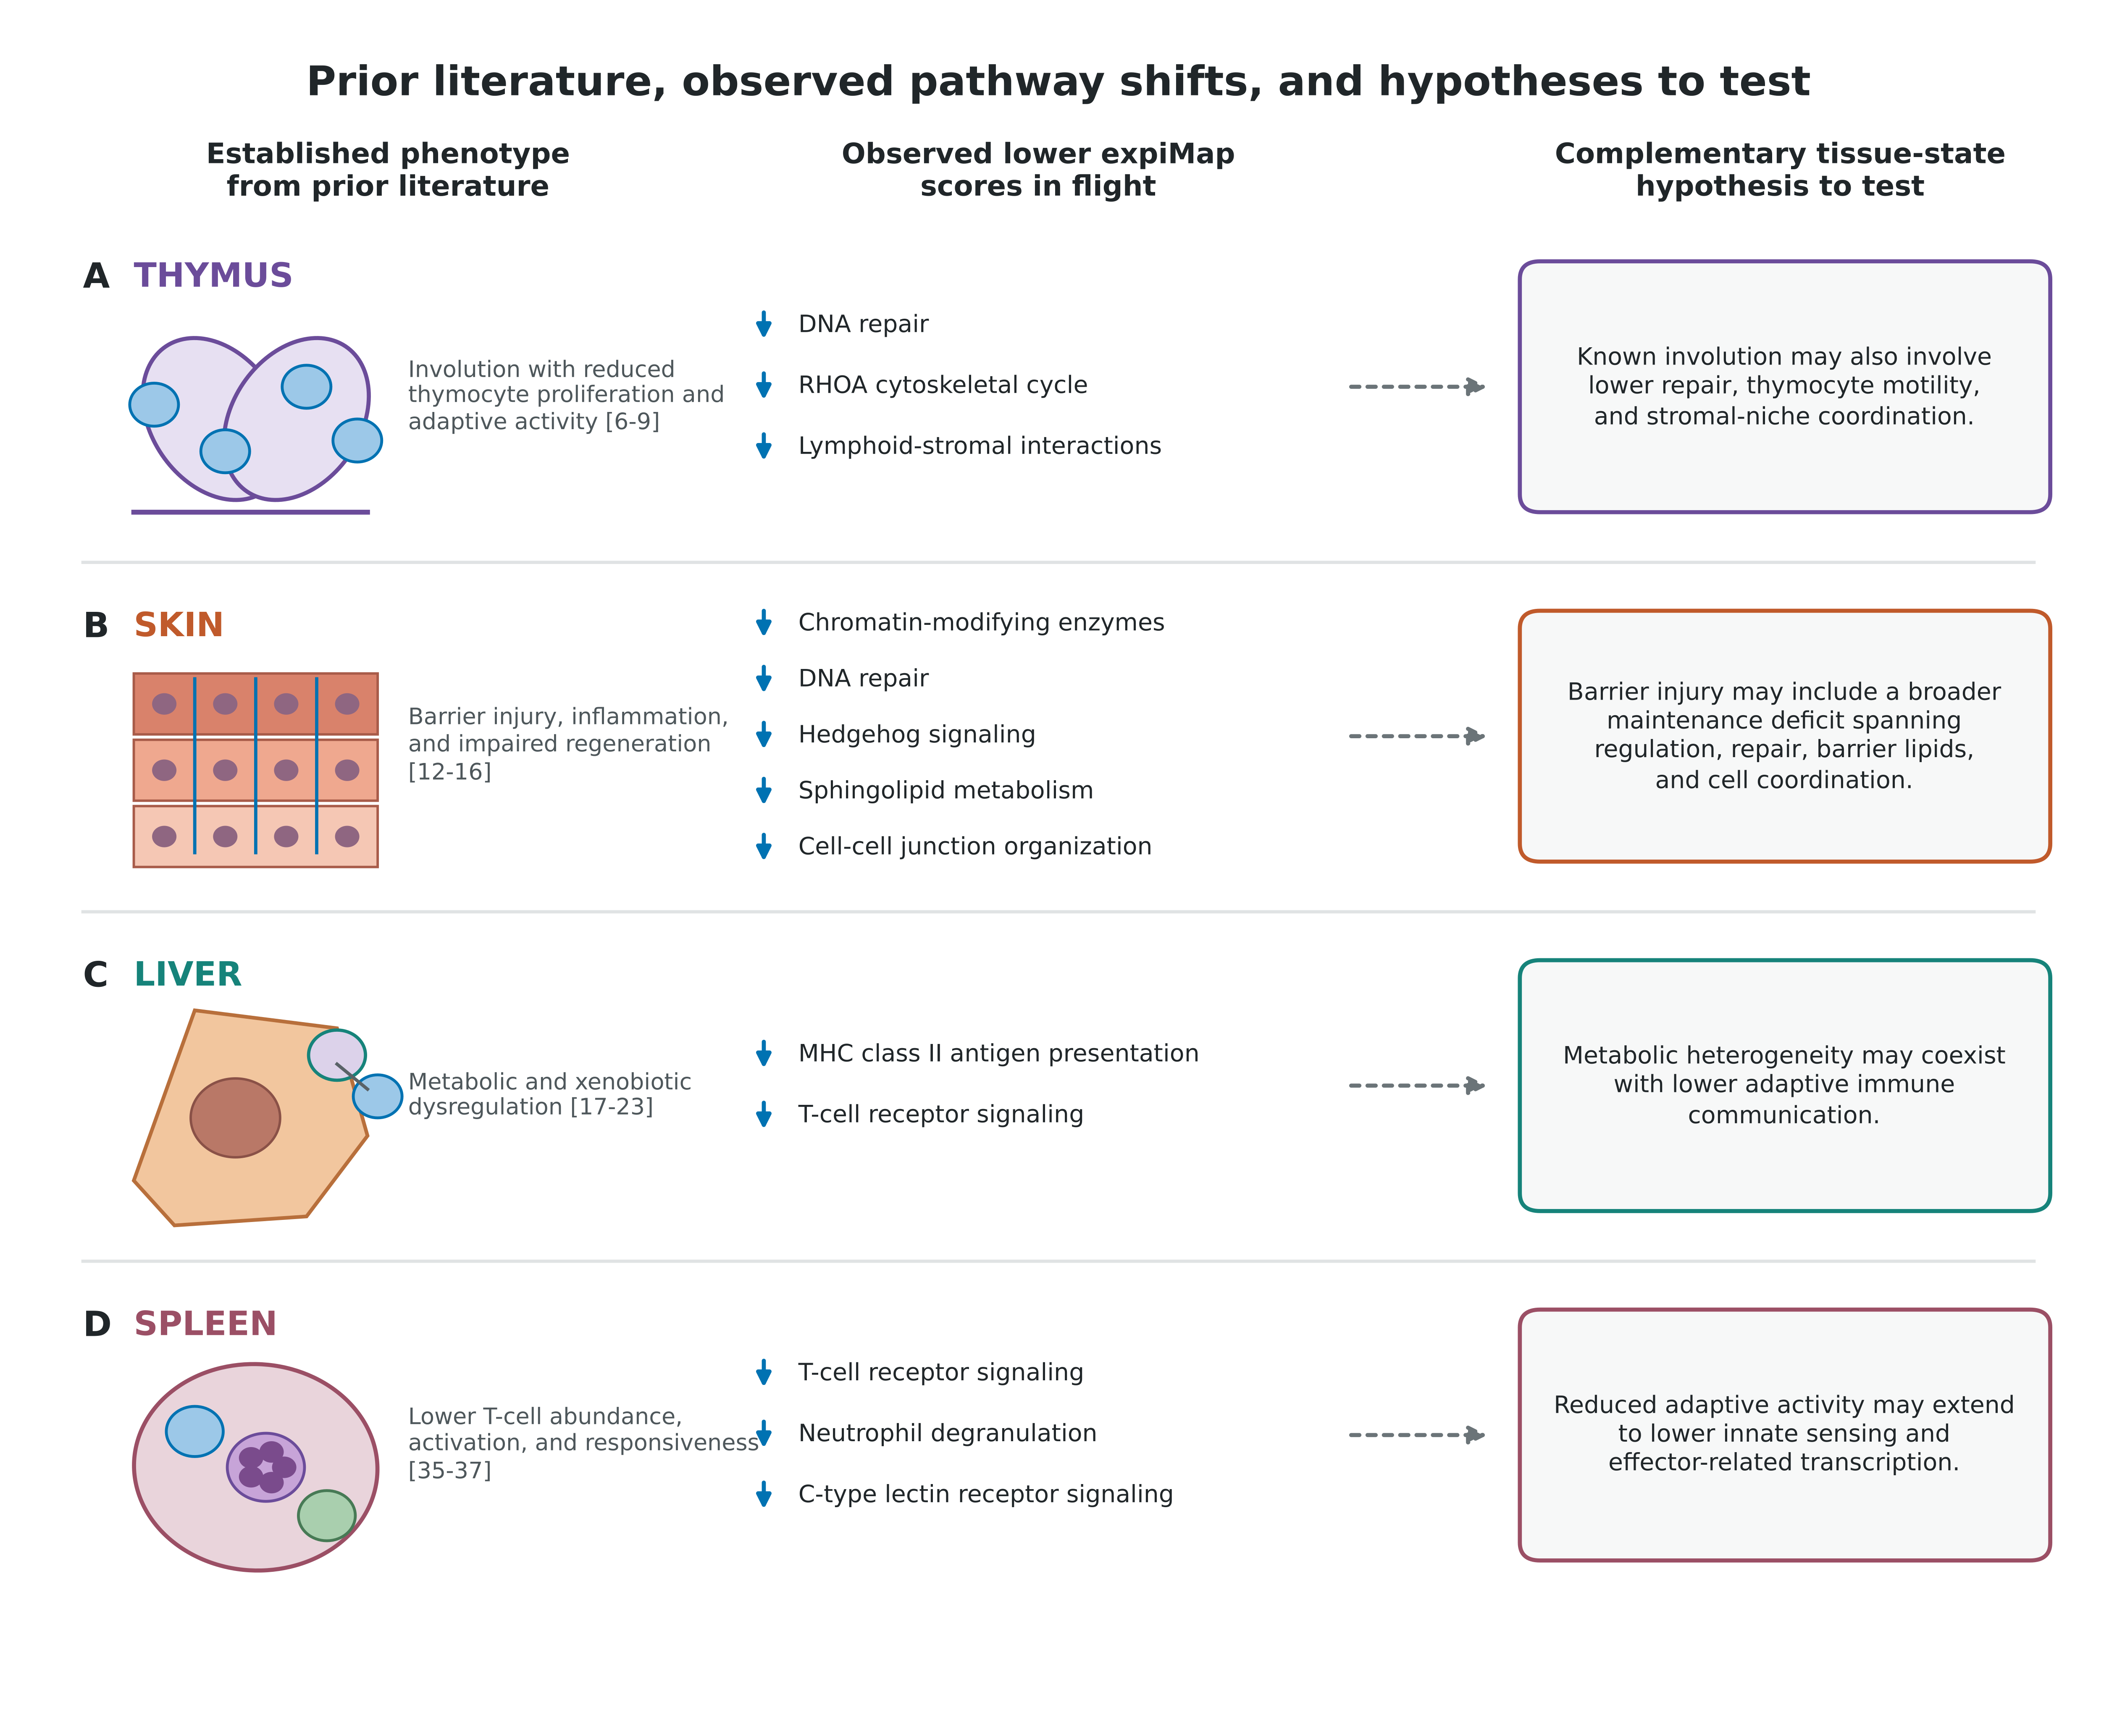 Prior literature, observed pathway shifts, and hypotheses to test
Established phenotype
from prior literature
Observed lower expiMap
scores in flight
Complementary tissue-state
hypothesis to test
A THYMUS
Involution with reduced
thymocyte proliferation and
adaptive activity [6-9]
DNA repair
RHOA cytoskeletal cycle
Lymphoid-stromal interactions
Known involution may also involve
lower repair, thymocyte motility,
and stromal-niche coordination.
B SKIN
Barrier injury, inflammation,
and impaired regeneration
[12-16]
Chromatin-modifying enzymes
DNA repair
Hedgehog signaling
Sphingolipid metabolism
Cell-cell junction organization
Barrier injury may include a broader
maintenance deficit spanning
regulation, repair, barrier lipids,
and cell coordination.
C LIVER
Metabolic and xenobiotic
dysregulation [17-23]
MHC class II antigen presentation
T-cell receptor signaling
Metabolic heterogeneity may coexist
with lower adaptive immune
communication.
D SPLEEN
Lower T-cell abundance,
activation, and responsiveness
[35-37]
T-cell receptor signaling
Neutrophil degranulation
C-type lectin receptor signaling
Reduced adaptive activity may extend
to lower innate sensing and
effector-related transcription.